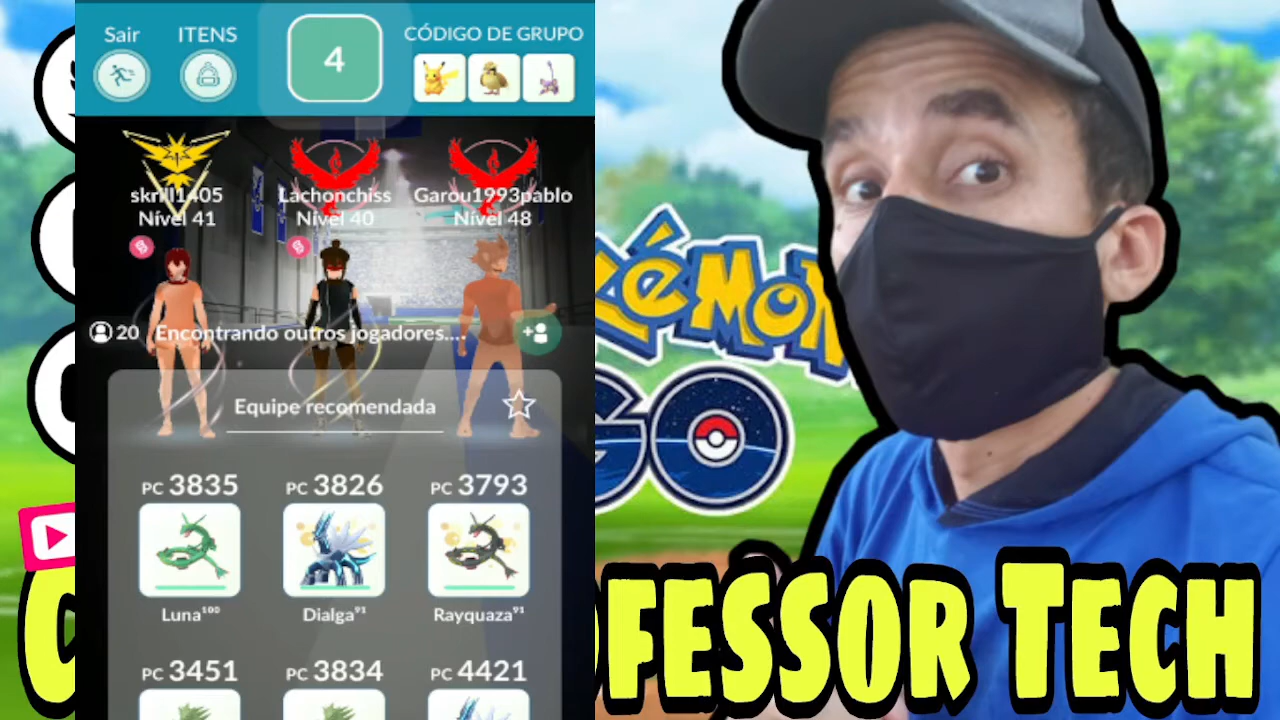 Sair
ITENS
4
CÓDIGO DE GRUPO
skrill1405
Nível 41
Lachonchiss
Nível 40
Garou1993pablo
Nível 48
20
Encontrando outros jogadores....
Equipe recomendada
PC 3835
PC 3826
PC 3793
Luna¹⁰⁰
Dialga⁹¹
Rayquaza⁹¹
PC 3451
PC 3834
PC 4421
kémon
GO
ofessor Tech